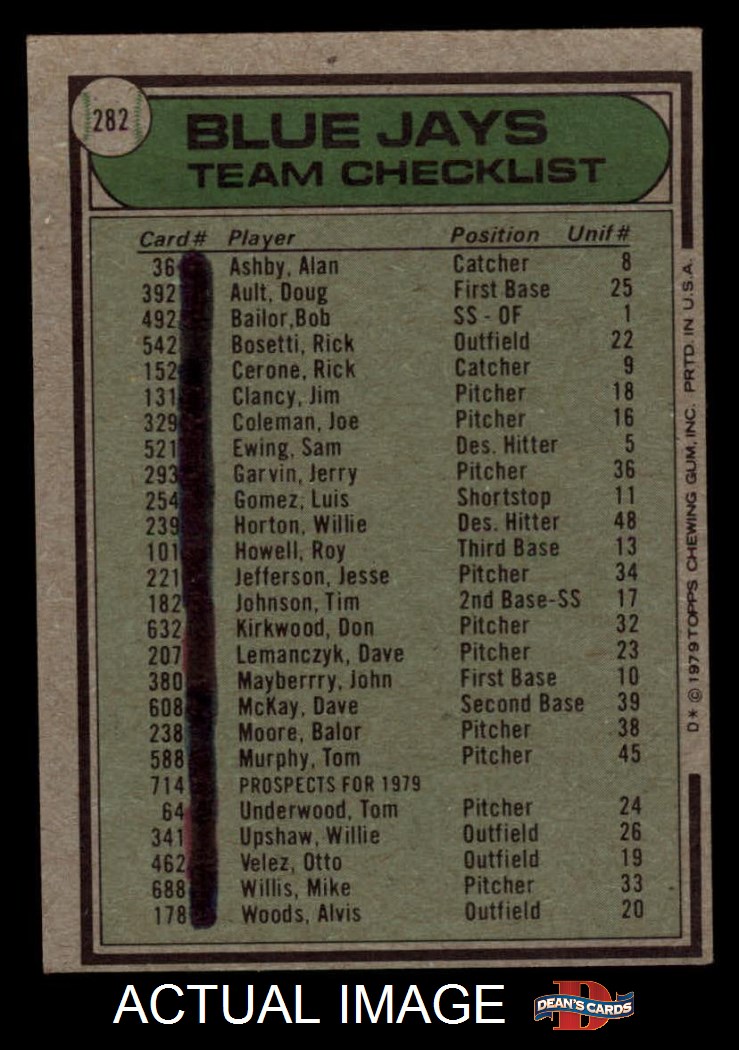 282
BLUE JAYS
TEAM CHECKLIST
Card# Player Position Unif#
36 Ashby, Alan Catcher 8
392 Ault, Doug First Base 25
492 Bailor,Bob SS - OF 1
542 Bosetti, Rick Outfield 22
152 Cerone, Rick Catcher 9
131 Clancy, Jim Pitcher 18
329 Coleman, Joe Pitcher 16
521 Ewing, Sam Des. Hitter 5
293 Garvin, Jerry Pitcher 36
254 Gomez, Luis Shortstop 11
239 Horton, Willie Des. Hitter 48
101 Howell, Roy Third Base 13
221 Jefferson, Jesse Pitcher 34
182 Johnson, Tim 2nd Base-SS 17
632 Kirkwood, Don Pitcher 32
207 Lemanczyk, Dave Pitcher 23
380 Mayberrry, John First Base 10
608 McKay, Dave Second Base 39
238 Moore, Balor Pitcher 38
588 Murphy, Tom Pitcher 45
714 PROSPECTS FOR 1979
64 Underwood, Tom Pitcher 24
341 Upshaw, Willie Outfield 26
462 Velez, Otto Outfield 19
688 Willis, Mike Pitcher 33
178 Woods, Alvis Outfield 20
D* © 1979 TOPPS CHEWING GUM, INC. PRTD. IN U.S.A.
ACTUAL IMAGE
D
DEAN'S CARDS